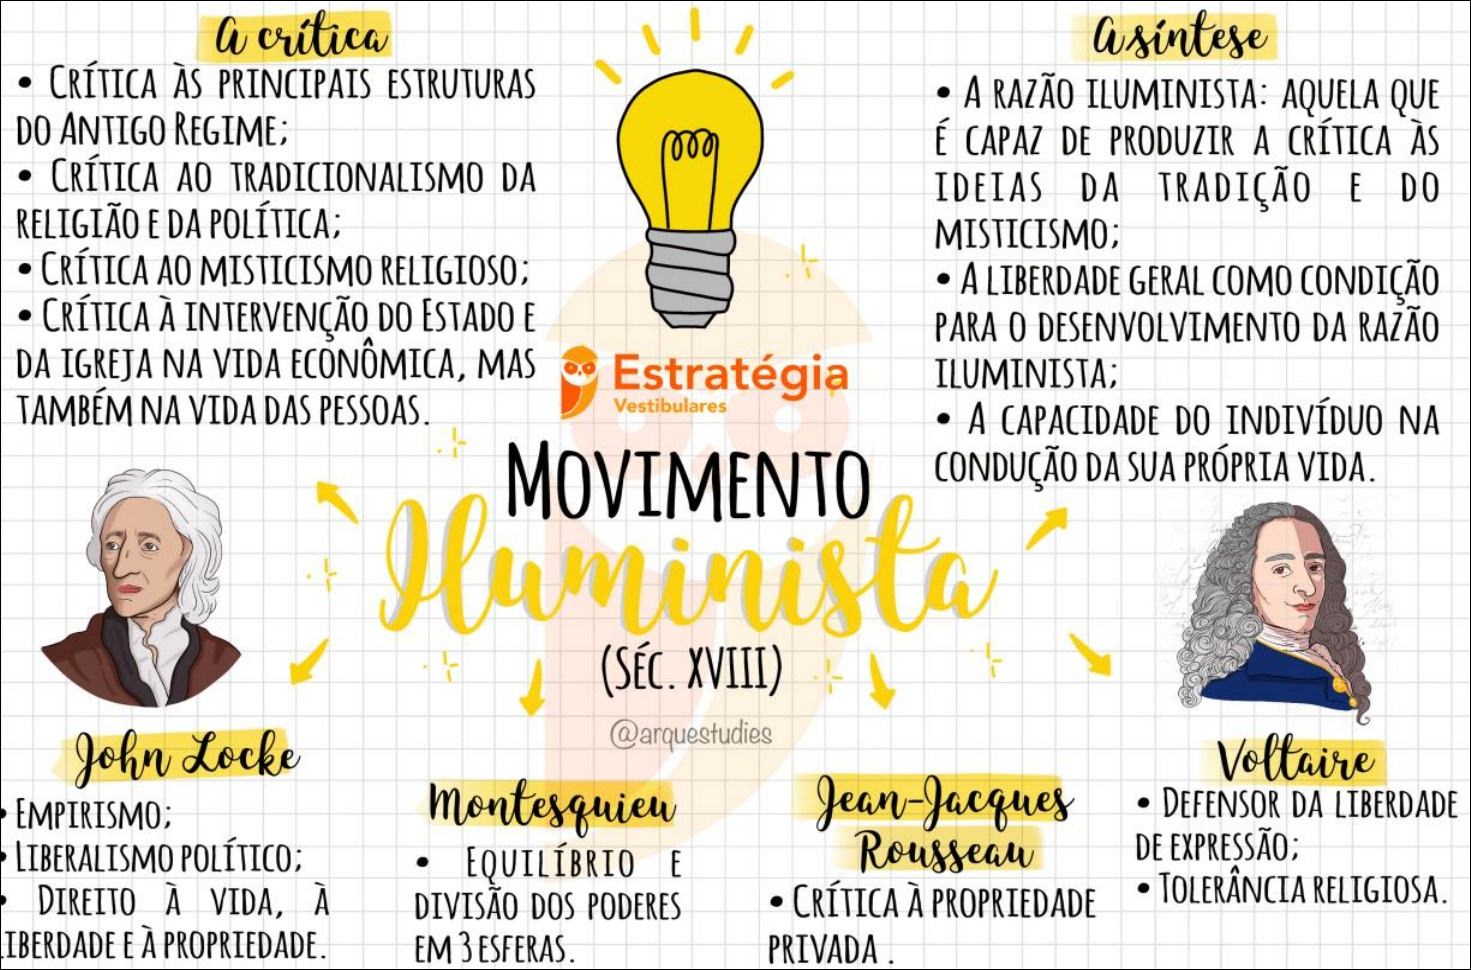 A crítica
• Crítica às principais estruturas
do Antigo Regime;
• Crítica ao tradicionalismo da
religião e da política;
• Crítica ao misticismo religioso;
• Crítica à intervenção do Estado e
da igreja na vida econômica, mas
também na vida das pessoas.
A síntese
• A razão iluminista: aquela que
é capaz de produzir a crítica às
ideias da tradição e do
misticismo;
• A liberdade geral como condição
para o desenvolvimento da razão
iluminista;
• A capacidade do indivíduo na
condução da sua própria vida.
Estratégia
Vestibulares
Movimento
Iluminista
(séc. XVIII)
@arquestudies
John Locke
• Empirismo;
• Liberalismo político;
• Direito à vida, à
liberdade e à propriedade.
Montesquieu
• Equilíbrio e
divisão dos poderes
em 3 esferas.
Jean-Jacques
Rousseau
• Crítica à propriedade
privada .
Voltaire
• Defensor da liberdade
de expressão;
• Tolerância religiosa.